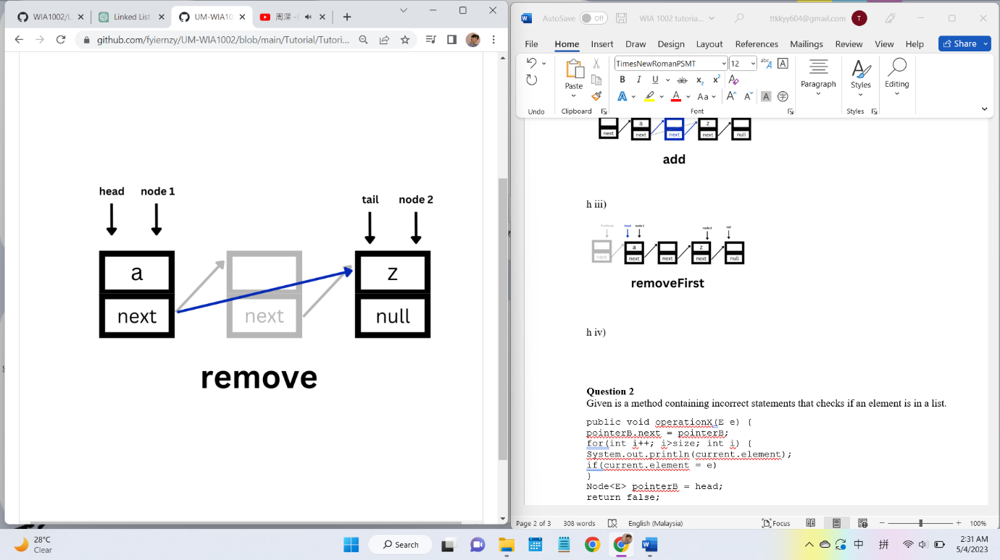 WIA1002/L
Linked List
UM-WIA10
周深 -
github.com/fyiernzy/UM-WIA1002/blob/main/Tutorial/Tutori...
head node 1
tail node 2
a
next
next
z
null
remove
AutoSave Off WIA 1002 tutoria... ttkkyy604@gmail.com T
File Home Insert Draw Design Layout References Mailings Review View Help Share
TimesNewRomanPSMT 12
Paste
Paragraph Styles Editing
Undo Clipboard Font Styles
a z
next next next next null
add
h iii)
head node 1 node 2 tail
a z
next next next next null
removeFirst
h iv)
Question 2
Given is a method containing incorrect statements that checks if an element is in a list.
public void operationX(E e) {
pointerB.next = pointerB;
for(int i++; i>size; int i) {
System.out.println(current.element);
if(current.element = e)
}
Node<E> pointerB = head;
return false;
Page 2 of 3 308 words English (Malaysia) Focus 100%
28°C
Clear
Search
中 拼
2:31 AM
5/4/2023